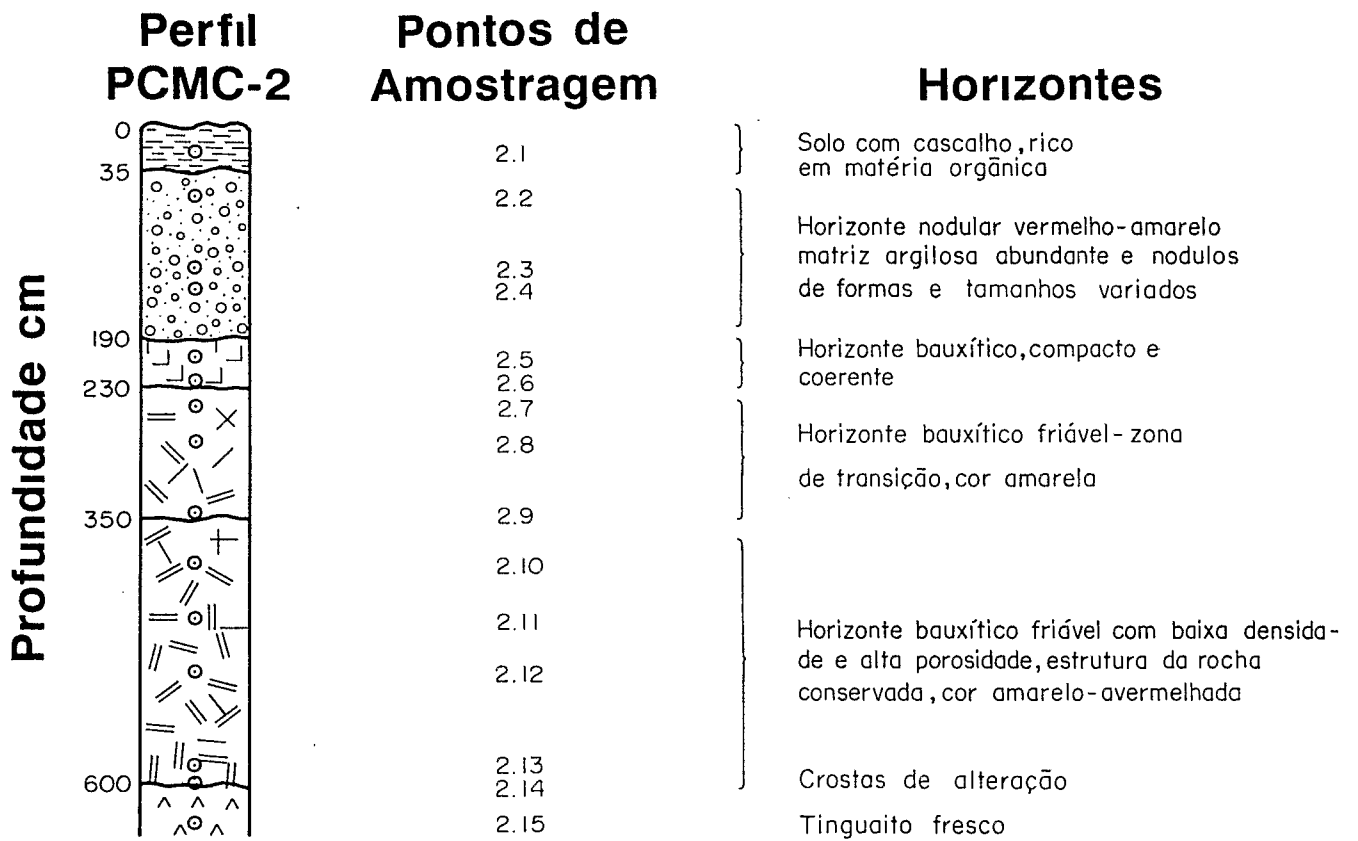 Perfil
PCMC-2
Pontos de
Amostragem
Horizontes
Profundidade cm
0
35
190
230
350
600
2.1
2.2
2.3
2.4
2.5
2.6
2.7
2.8
2.9
2.10
2.11
2.12
2.13
2.14
2.15
Solo com cascalho, rico
em matéria orgânica
Horizonte nodular vermelho-amarelo
matriz argilosa abundante e nodulos
de formas e tamanhos variados
Horizonte bauxítico, compacto e
coerente
Horizonte bauxítico friável-zona
de transição, cor amarela
Horizonte bauxítico friável com baixa densida-
de e alta porosidade, estrutura da rocha
conservada, cor amarelo-avermelhada
Crostas de alteração
Tinguaito fresco